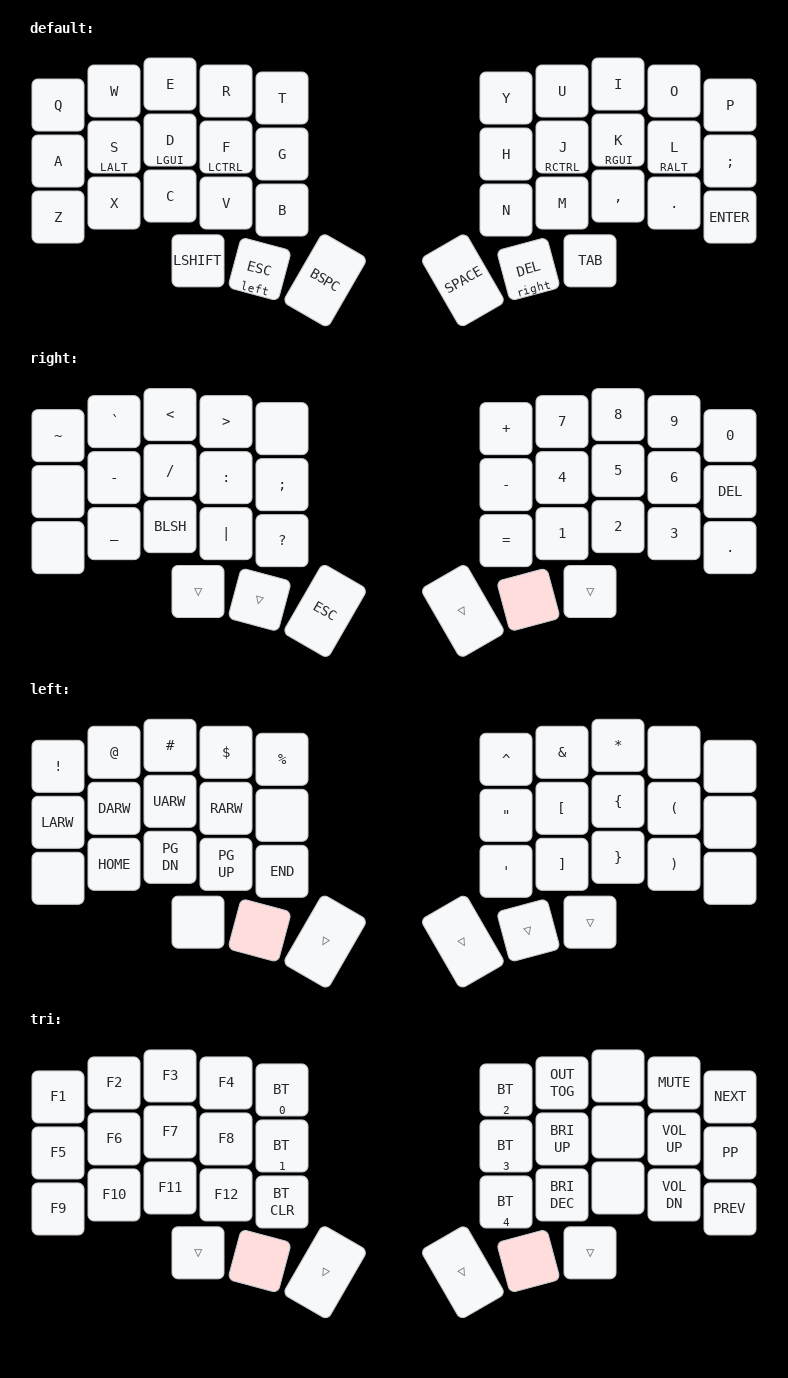 default:
Q W E R T Y U I O P
A S D F G H J K L ;
LALT LGUI LCTRL RCTRL RGUI RALT
Z X C V B N M , . ENTER
LSHIFT ESC BSPC SPACE DEL TAB
left right
right:
~ ` < > + 7 8 9 0
- / : ; - 4 5 6 DEL
_ BLSH | ? = 1 2 3 .
▽ ▽ ESC ◁ ▽
left:
! @ # $ % ^ & *
LARW DARW UARW RARW " [ { (
HOME PG DN PG UP END ' ] } )
▷ ◁ ▽ ▽
tri:
F1 F2 F3 F4 BT 0 BT 2 OUT TOG MUTE NEXT
F5 F6 F7 F8 BT 1 BT 3 BRI UP VOL UP PP
F9 F10 F11 F12 BT CLR BT 4 BRI DEC VOL DN PREV
▽ ▷ ◁ ▽